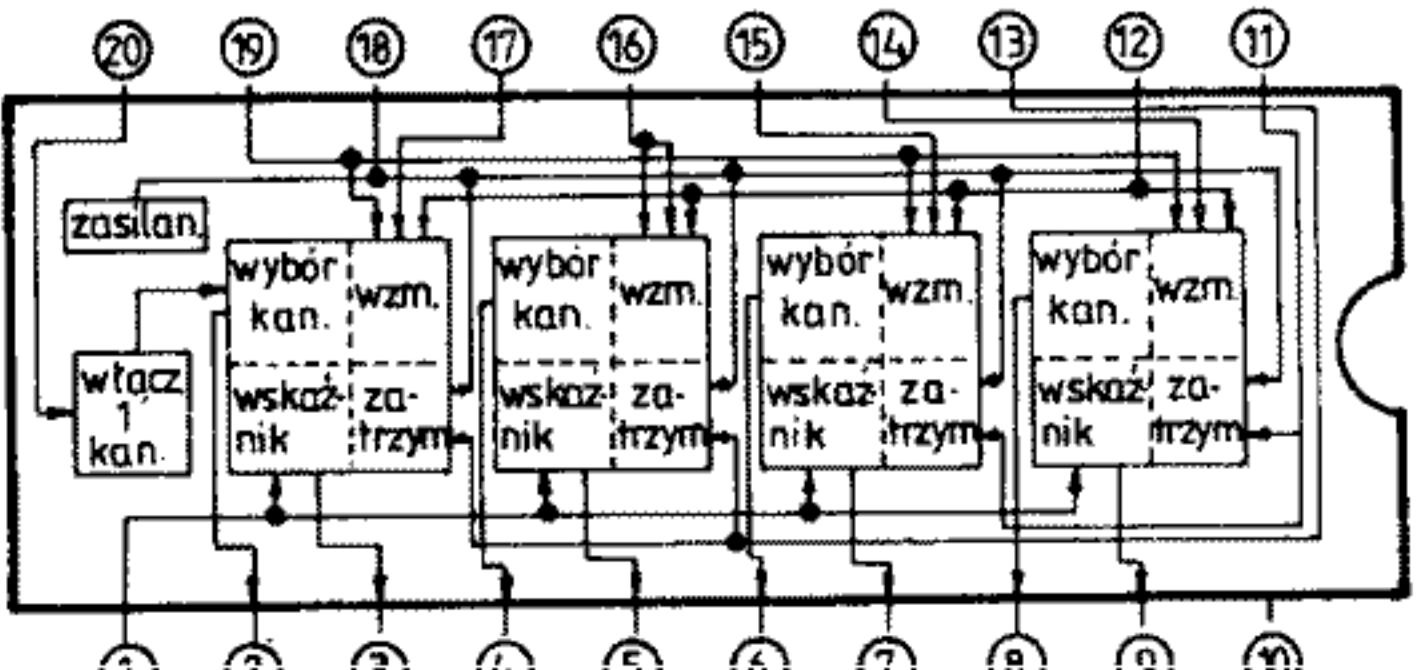 20 19 18 17 16 15 14 13 12 11
zasilan.
wybór
kan.
wzm.
wskaź-
nik
za-
trzym
wybór
kan.
wzm.
wskaź-
nik
za-
trzym
wybór
kan.
wzm.
wskaź-
nik
za-
trzym
wybór
kan.
wzm.
wskaź-
nik
za-
trzym
włącz
1
kan.
1 2 3 4 5 6 7 8 9 10